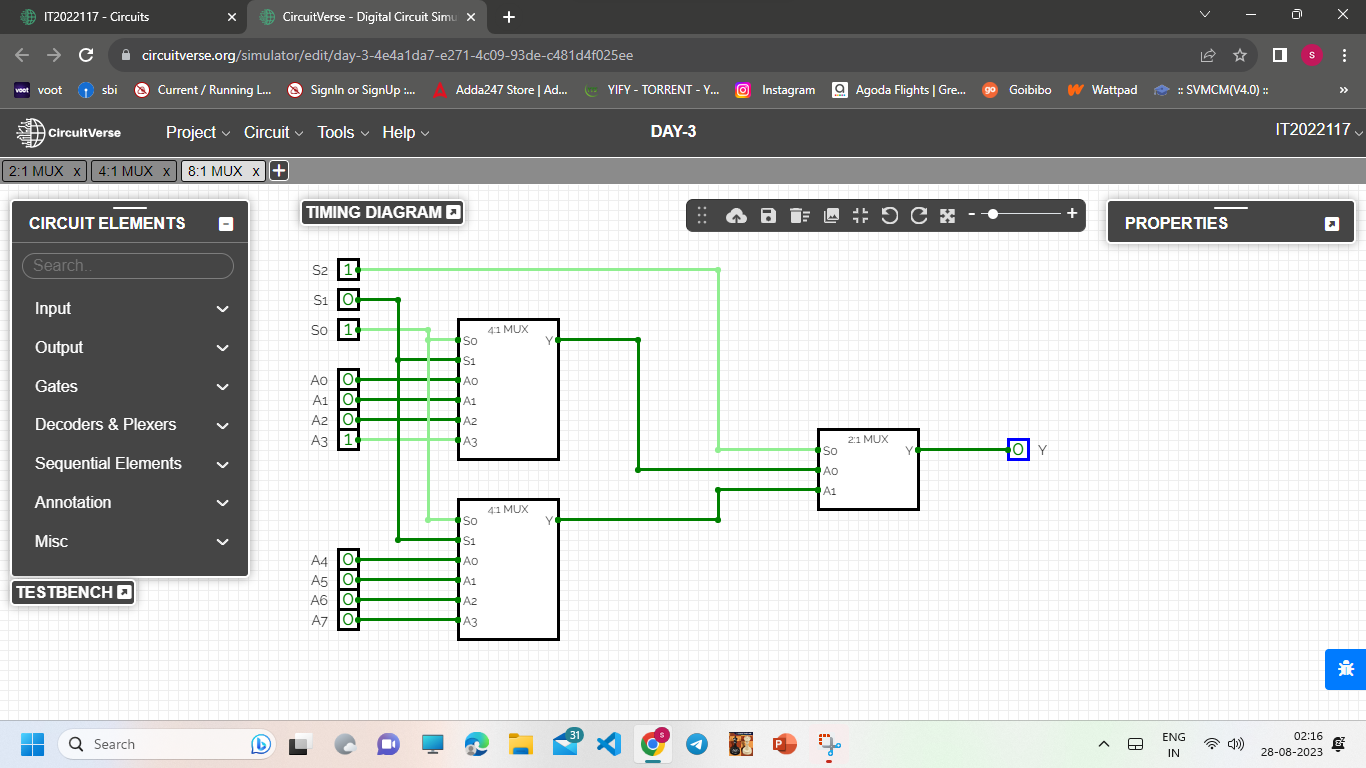 IT2022117 - Circuits
CircuitVerse - Digital Circuit Simu
circuitverse.org/simulator/edit/day-3-4e4a1da7-e271-4c09-93de-c481d4f025ee
S
voot voot
sbi
Current / Running L...
SignIn or SignUp :...
Adda247 Store | Ad...
YIFY - TORRENT - Y...
Instagram
Agoda Flights | Gre...
go Goibibo
Wattpad
:: SVMCM(V4.0) ::
»
CircuitVerse
Project
Circuit
Tools
Help
DAY-3
IT2022117
2:1 MUX x
4:1 MUX x
8:1 MUX x
+
CIRCUIT ELEMENTS
Search..
Input
Output
Gates
Decoders & Plexers
Sequential Elements
Annotation
Misc
TESTBENCH
TIMING DIAGRAM
- +
PROPERTIES
S2 1
S1 0
S0 1
A0 0
A1 0
A2 0
A3 1
4:1 MUX
S0 Y
S1
A0
A1
A2
A3
A4 0
A5 0
A6 0
A7 0
4:1 MUX
S0 Y
S1
A0
A1
A2
A3
2:1 MUX
S0 Y
A0
A1
0 Y
Search
31
S
ENG
IN
02:16
28-08-2023